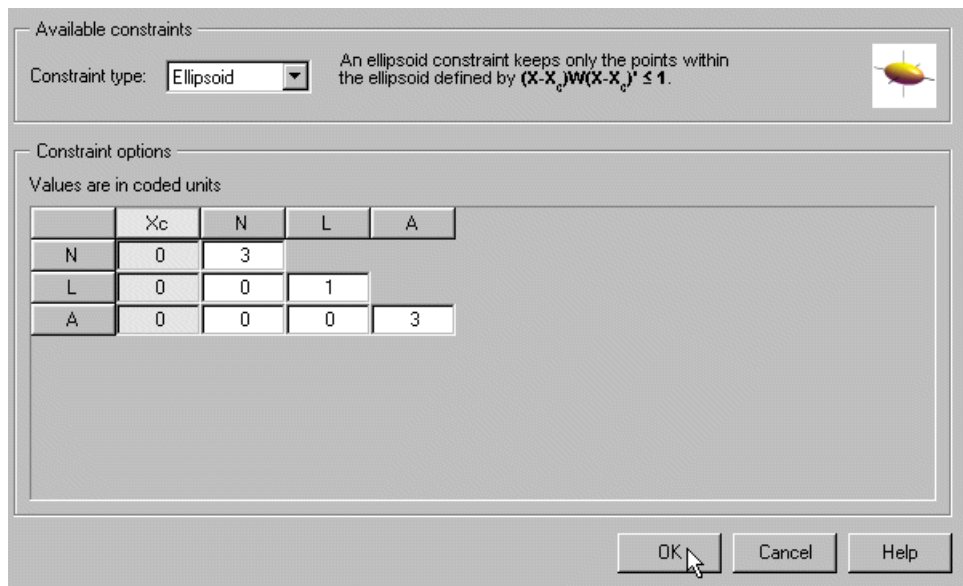 Available constraints
Constraint type:
Ellipsoid
An ellipsoid constraint keeps only the points within
the ellipsoid defined by (X-Xc)W(X-Xc)' ≤ 1.
Constraint options
Values are in coded units
Xc N L A
N 0 3
L 0 0 1
A 0 0 0 3
OK Cancel Help